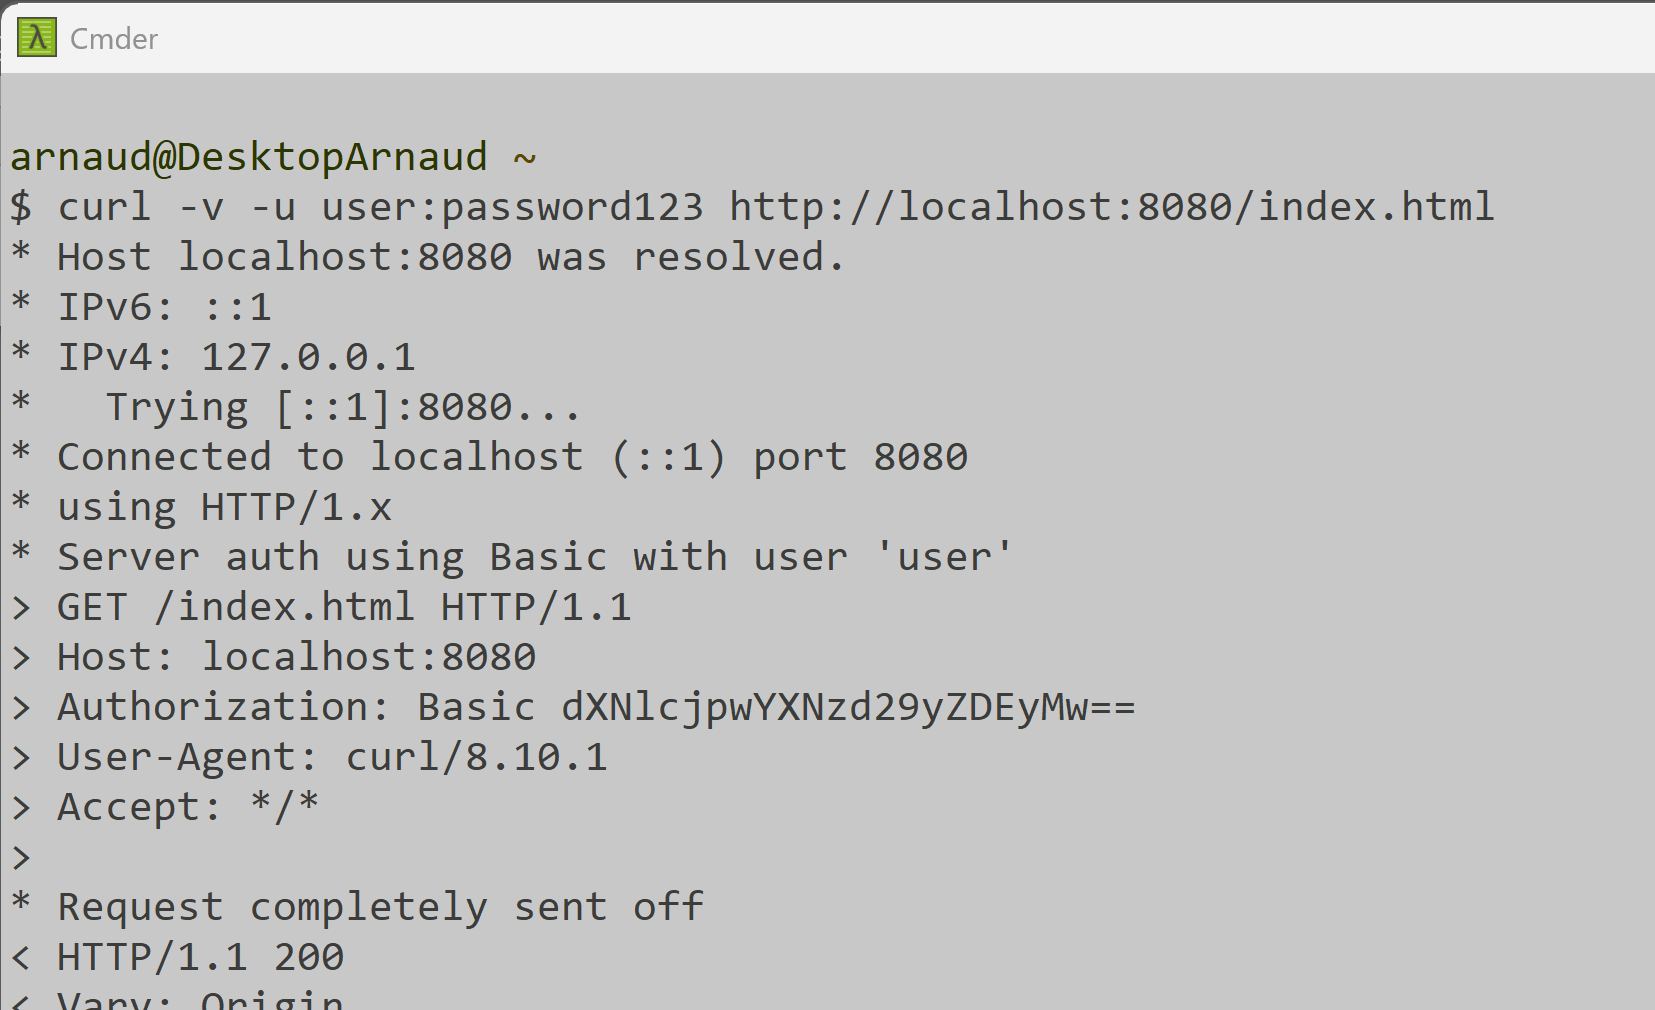 Cmder
arnaud@DesktopArnaud ~
$ curl -v -u user:password123 http://localhost:8080/index.html
* Host localhost:8080 was resolved.
* IPv6: ::1
* IPv4: 127.0.0.1
*   Trying [::1]:8080...
* Connected to localhost (::1) port 8080
* using HTTP/1.x
* Server auth using Basic with user 'user'
> GET /index.html HTTP/1.1
> Host: localhost:8080
> Authorization: Basic dXNlcjpwYXNzd29yZDEyMw==
> User-Agent: curl/8.10.1
> Accept: */*
>
* Request completely sent off
< HTTP/1.1 200
< Vary: Origin